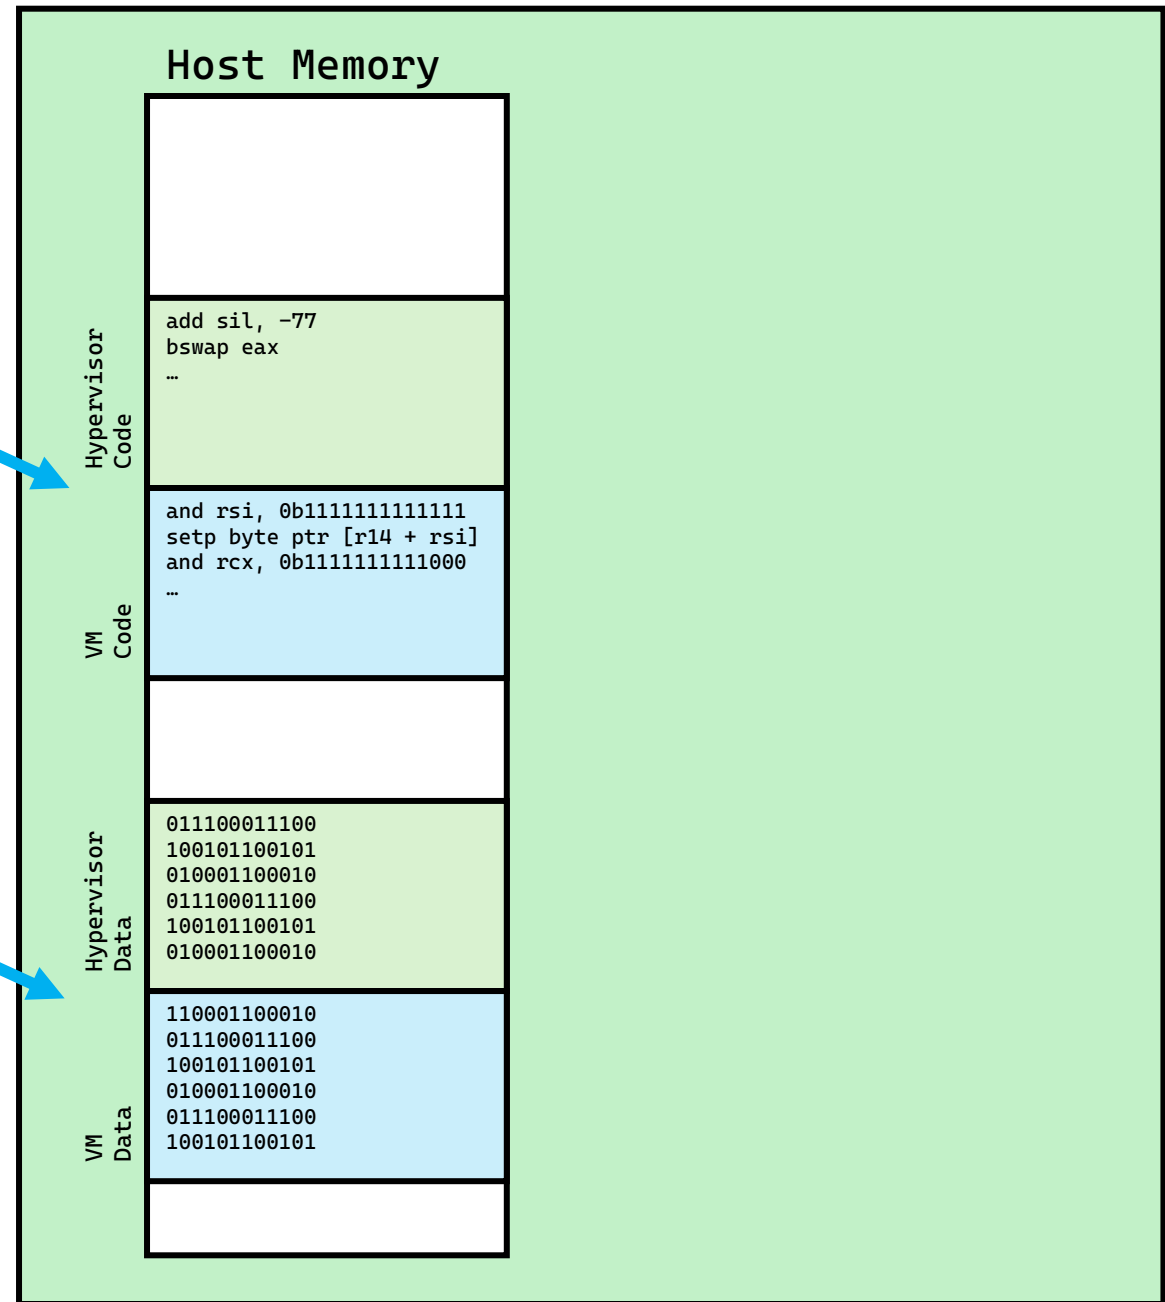 Host Memory
Hypervisor
Code
add sil, -77
bswap eax
…
VM
Code
and rsi, 0b1111111111111
setp byte ptr [r14 + rsi]
and rcx, 0b1111111111000
…
Hypervisor
Data
011100011100
100101100101
010001100010
011100011100
100101100101
010001100010
VM
Data
110001100010
011100011100
100101100101
010001100010
011100011100
100101100101